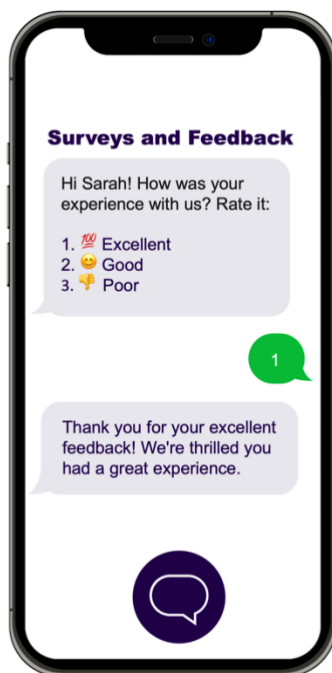 Surveys and Feedback
Hi Sarah! How was your
experience with us? Rate it:
1. 💯 Excellent
2. 😊 Good
3. 👎 Poor
1
Thank you for your excellent
feedback! We're thrilled you
had a great experience.